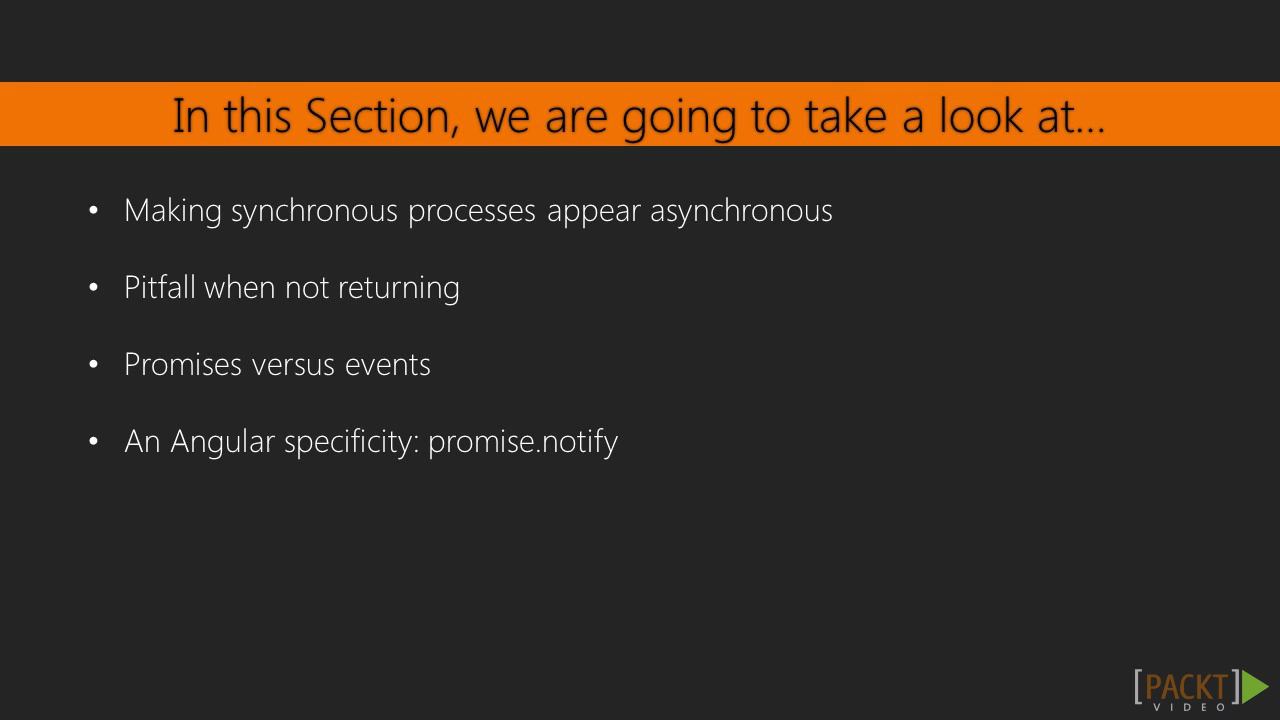 In this Section, we are going to take a look at...
• Making synchronous processes appear asynchronous
• Pitfall when not returning
• Promises versus events
• An Angular specificity: promise.notify
[PACKT]
VIDEO